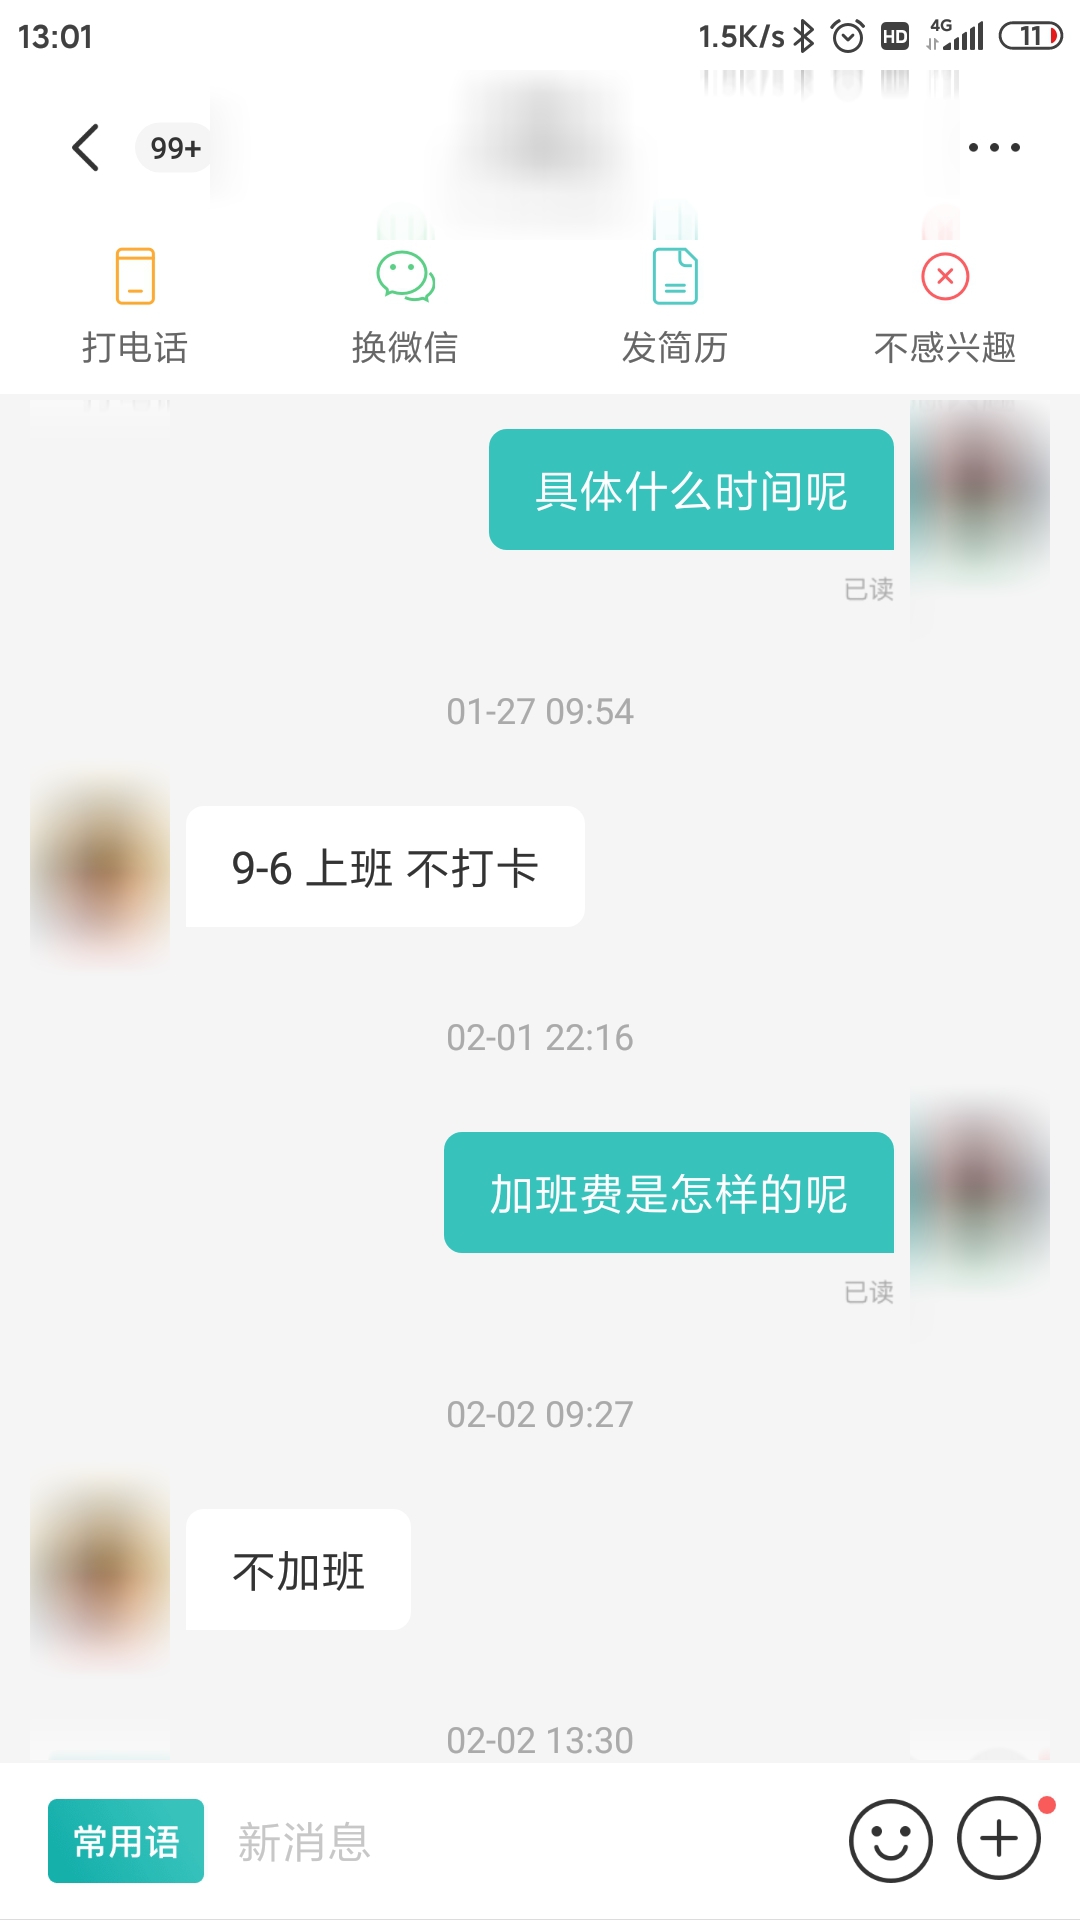 13:01
1.5K/s HD 4G 11
99+
打电话 换微信 发简历 不感兴趣
具体什么时间呢
已读
01-27 09:54
9-6 上班 不打卡
02-01 22:16
加班费是怎样的呢
已读
02-02 09:27
不加班
02-02 13:30
常用语 新消息